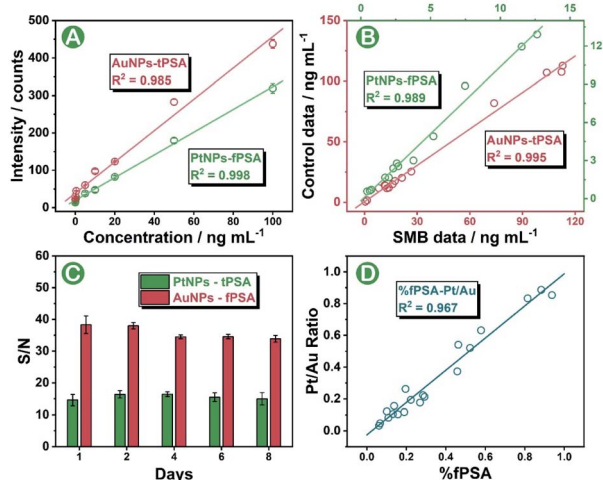 A
AuNPs-tPSA
R² = 0.985
PtNPs-fPSA
R² = 0.998
Intensity / counts
500
400
300
200
100
0
0 20 40 60 80 100
Concentration / ng mL⁻¹
B
0 5 10 15
PtNPs-fPSA
R² = 0.989
AuNPs-tPSA
R² = 0.995
Control data / ng mL⁻¹
150
100
50
0
12
9
6
3
0
0 30 60 90 120
SMB data / ng mL⁻¹
C
PtNPs - tPSA
AuNPs - fPSA
S/N
60
50
40
30
20
10
0
1 2 4 6 8
Days
D
%fPSA-Pt/Au
R² = 0.967
Pt/Au Ratio
1.0
0.8
0.6
0.4
0.2
0.0
0.0 0.2 0.4 0.6 0.8 1.0
%fPSA